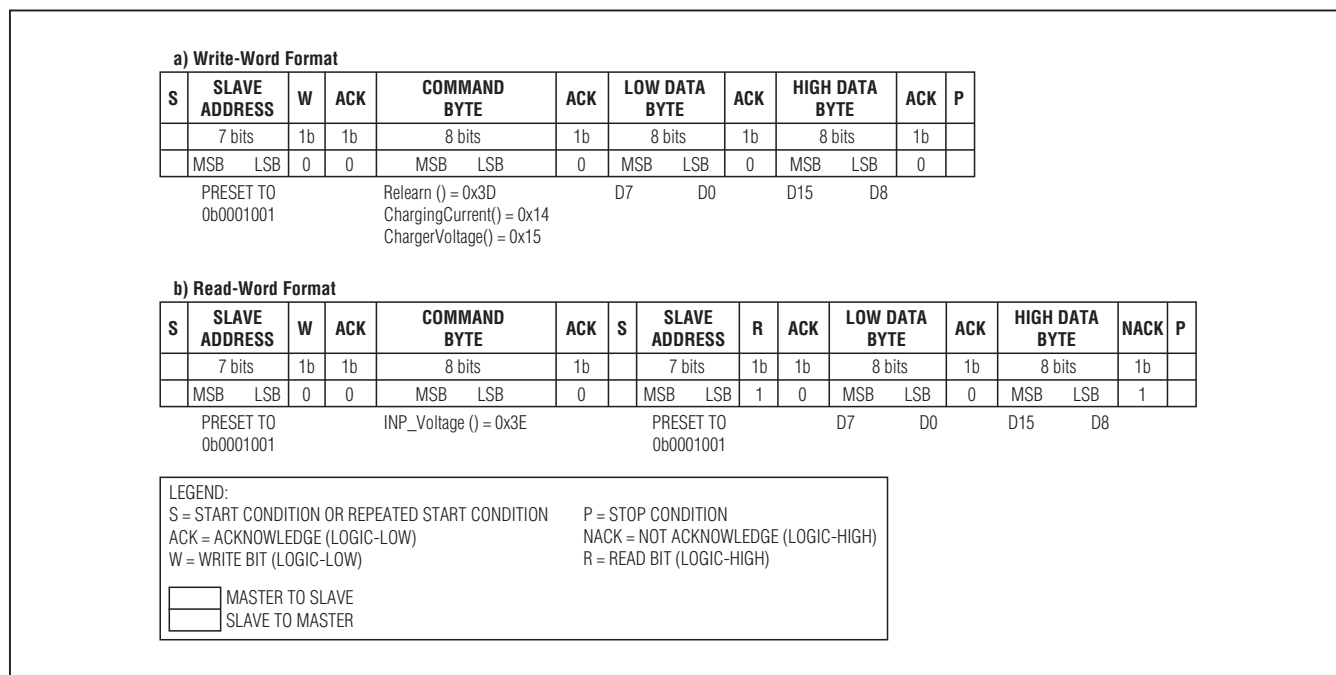 a) Write-Word Format
S SLAVE ADDRESS W ACK COMMAND BYTE ACK LOW DATA BYTE ACK HIGH DATA BYTE ACK P
7 bits 1b 1b 8 bits 1b 8 bits 1b 8 bits 1b
MSB LSB 0 0 MSB LSB 0 MSB LSB 0 MSB LSB 0
PRESET TO Relearn () = 0x3D D7 D0 D15 D8
0b0001001 ChargingCurrent() = 0x14
ChargerVoltage() = 0x15
b) Read-Word Format
S SLAVE ADDRESS W ACK COMMAND BYTE ACK S SLAVE ADDRESS R ACK LOW DATA BYTE ACK HIGH DATA BYTE NACK P
7 bits 1b 1b 8 bits 1b 7 bits 1b 1b 8 bits 1b 8 bits 1b
MSB LSB 0 0 MSB LSB 0 MSB LSB 1 0 MSB LSB 0 MSB LSB 1
PRESET TO INP_Voltage () = 0x3E PRESET TO D7 D0 D15 D8
0b0001001 0b0001001
LEGEND:
S = START CONDITION OR REPEATED START CONDITION P = STOP CONDITION
ACK = ACKNOWLEDGE (LOGIC-LOW) NACK = NOT ACKNOWLEDGE (LOGIC-HIGH)
W = WRITE BIT (LOGIC-LOW) R = READ BIT (LOGIC-HIGH)
MASTER TO SLAVE
SLAVE TO MASTER